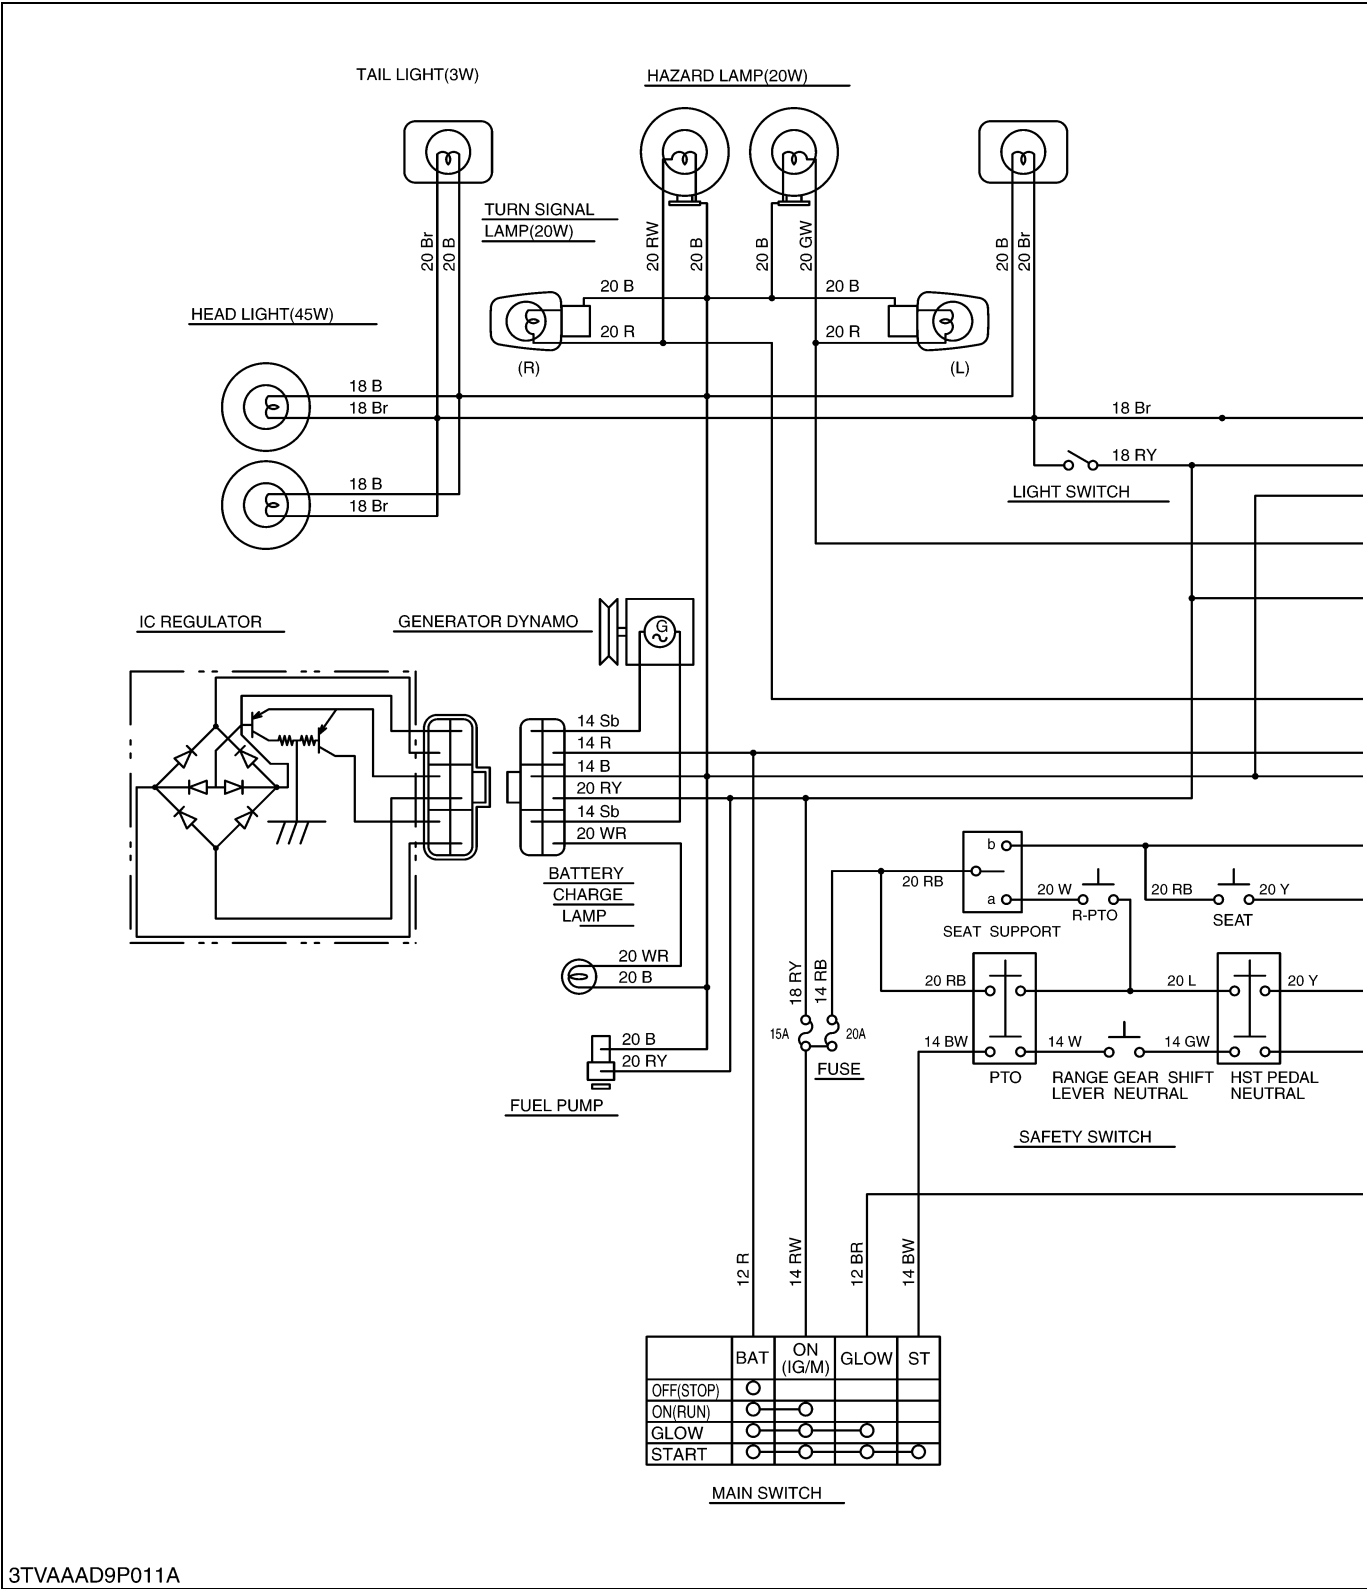 TAIL LIGHT(3W)
HAZARD LAMP(20W)
TURN SIGNAL
LAMP(20W)
20 Br
20 B
20 RW
20 B
20 B
20 GW
20 B
20 Br
20 B
20 B
HEAD LIGHT(45W)
20 R
20 R
(R)
(L)
18 B
18 Br
18 Br
18 RY
LIGHT SWITCH
18 B
18 Br
IC REGULATOR
GENERATOR DYNAMO
G
14 Sb
14 R
14 B
20 RY
14 Sb
20 WR
BATTERY
CHARGE
LAMP
b
20 RB
a
20 W
R-PTO
20 RB
20 Y
SEAT
SEAT SUPPORT
20 WR
20 B
18 RY
14 RB
20 RB
20 L
20 Y
15A
20A
FUSE
20 B
20 RY
FUEL PUMP
14 BW
14 W
14 GW
PTO
RANGE GEAR SHIFT
LEVER NEUTRAL
HST PEDAL
NEUTRAL
SAFETY SWITCH
12 R
14 RW
12 BR
14 BW
BAT
ON
(IG/M)
GLOW
ST
OFF(STOP)
ON(RUN)
GLOW
START
MAIN SWITCH
3TVAAAD9P011A